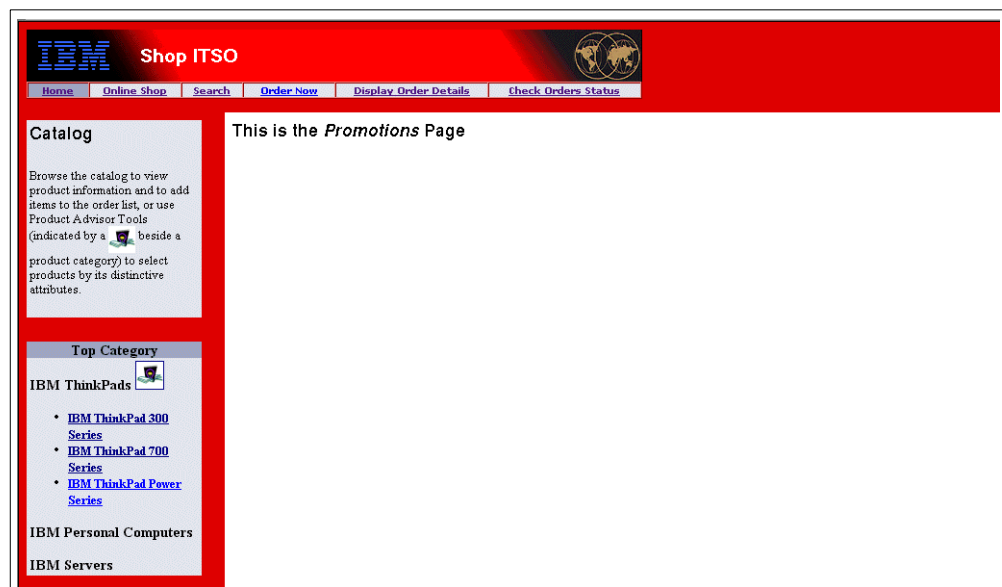 IBM
Shop ITSO
Home Online Shop Search Order Now Display Order Details Check Orders Status
Catalog
Browse the catalog to view
product information and to add
items to the order list, or use
Product Advisor Tools
(indicated by a beside a
product category) to select
products by its distinctive
attributes.
Top Category
IBM ThinkPads
• IBM ThinkPad 300
Series
• IBM ThinkPad 700
Series
• IBM ThinkPad Power
Series
IBM Personal Computers
IBM Servers
This is the Promotions Page